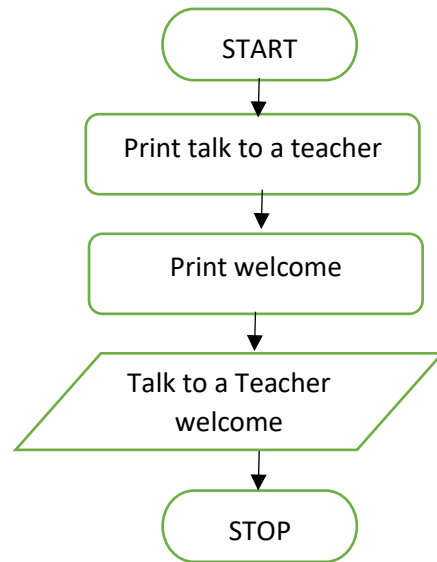 START
Print talk to a teacher
Print welcome
Talk to a Teacher
welcome
STOP